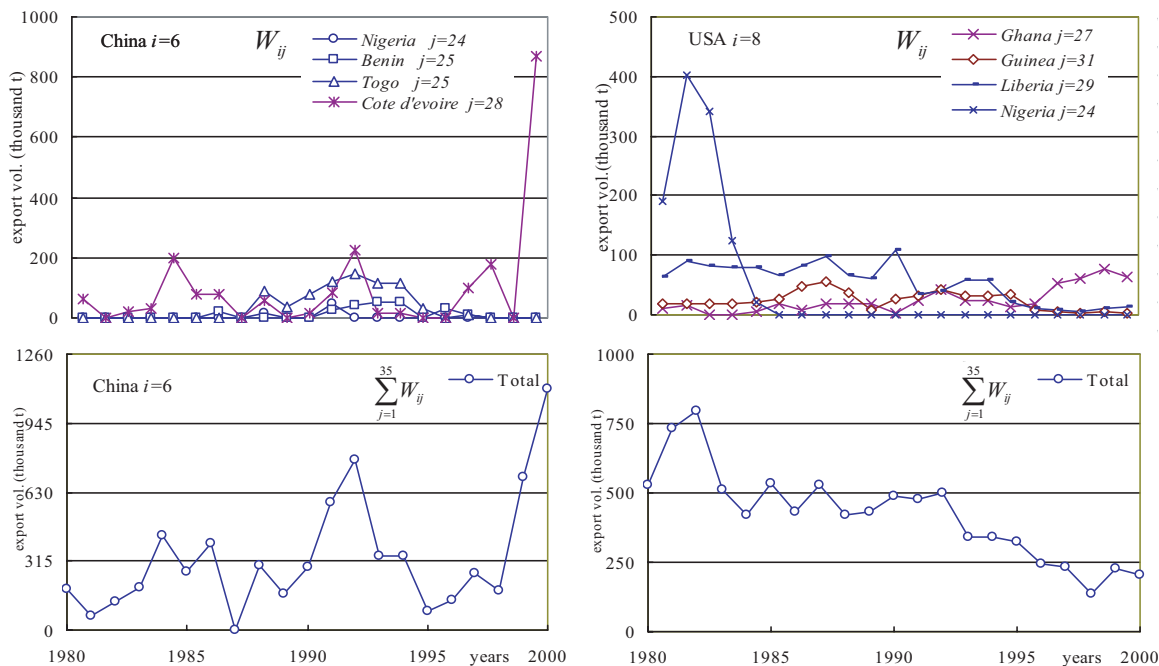 1000
800
600
400
200
0
export vol. (thousand t)
China i=6
W_ij
Nigeria j=24
Benin j=25
Togo j=25
Cote d'evoire j=28
500
400
300
200
100
0
export vol. (thousand t)
USA i=8
W_ij
Ghana j=27
Guinea j=31
Liberia j=29
Nigeria j=24
1260
945
630
315
0
export vol. (thousand t)
China i=6
35
∑ W_ij
j=1
Total
1980 1985 1990 1995 years 2000
1000
750
500
250
0
export vol. (thousand t)
35
∑ W_ij
j=1
Total
1980 1985 1990 1995 years 2000